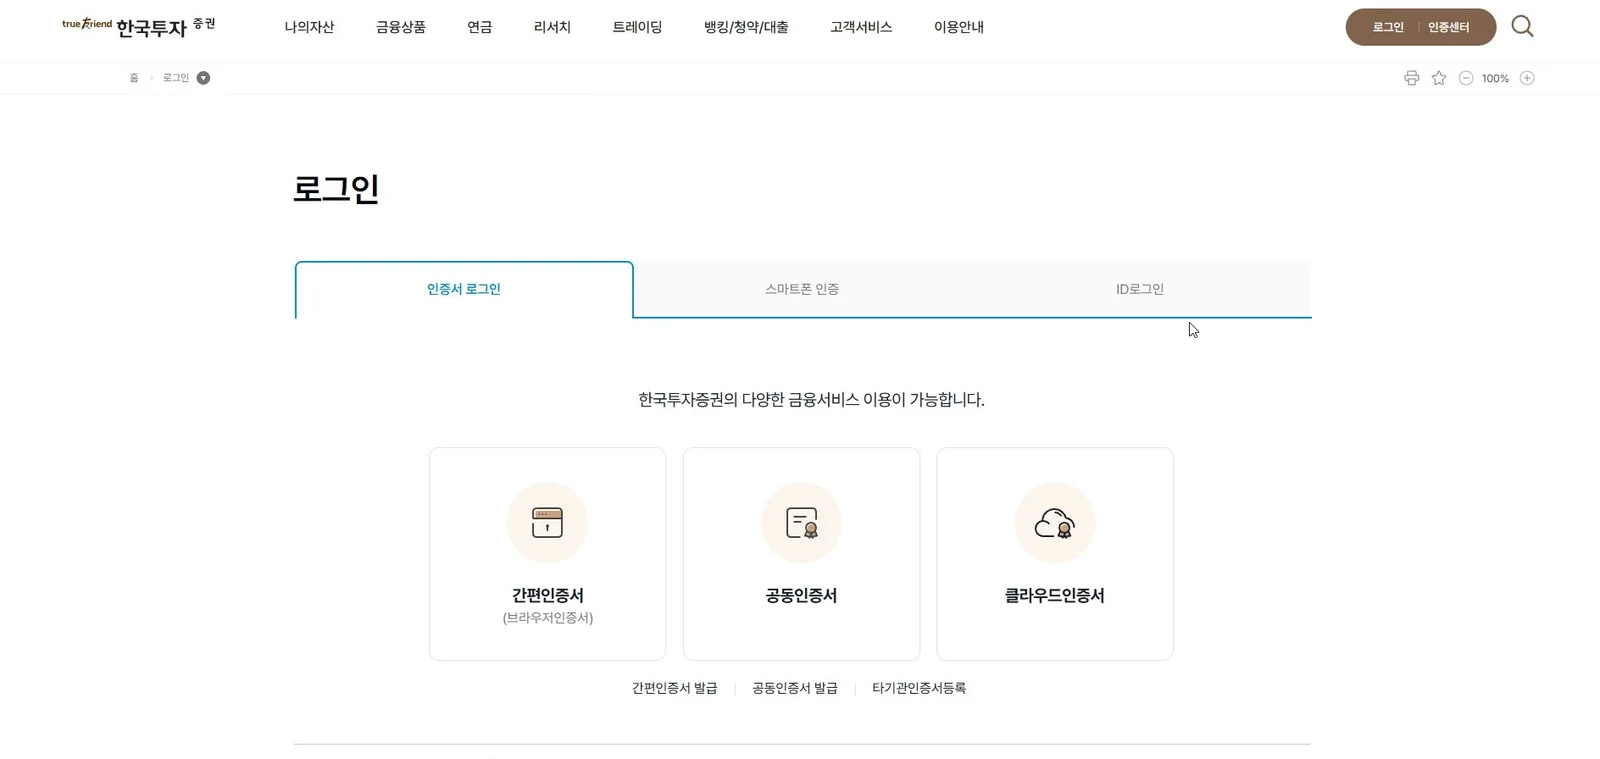 true friend 한국투자 증권
나의자산 금융상품 연금 리서치 트레이딩 뱅킹/청약/대출 고객서비스 이용안내
로그인 인증센터
홈 로그인
100%
로그인
인증서 로그인 스마트폰 인증 ID로그인
한국투자증권의 다양한 금융서비스 이용이 가능합니다.
간편인증서 공동인증서 클라우드인증서
(브라우저인증서)
간편인증서 발급 공동인증서 발급 타기관인증서등록